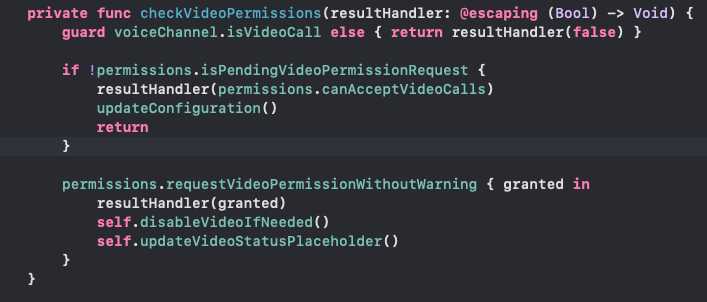 private func checkVideoPermissions(resultHandler: @escaping (Bool) -> Void) {
    guard voiceChannel.isVideoCall else { return resultHandler(false) }

    if !permissions.isPendingVideoPermissionRequest {
        resultHandler(permissions.canAcceptVideoCalls)
        updateConfiguration()
        return
    }

    permissions.requestVideoPermissionWithoutWarning { granted in
        resultHandler(granted)
        self.disableVideoIfNeeded()
        self.updateVideoStatusPlaceholder()
    }
}